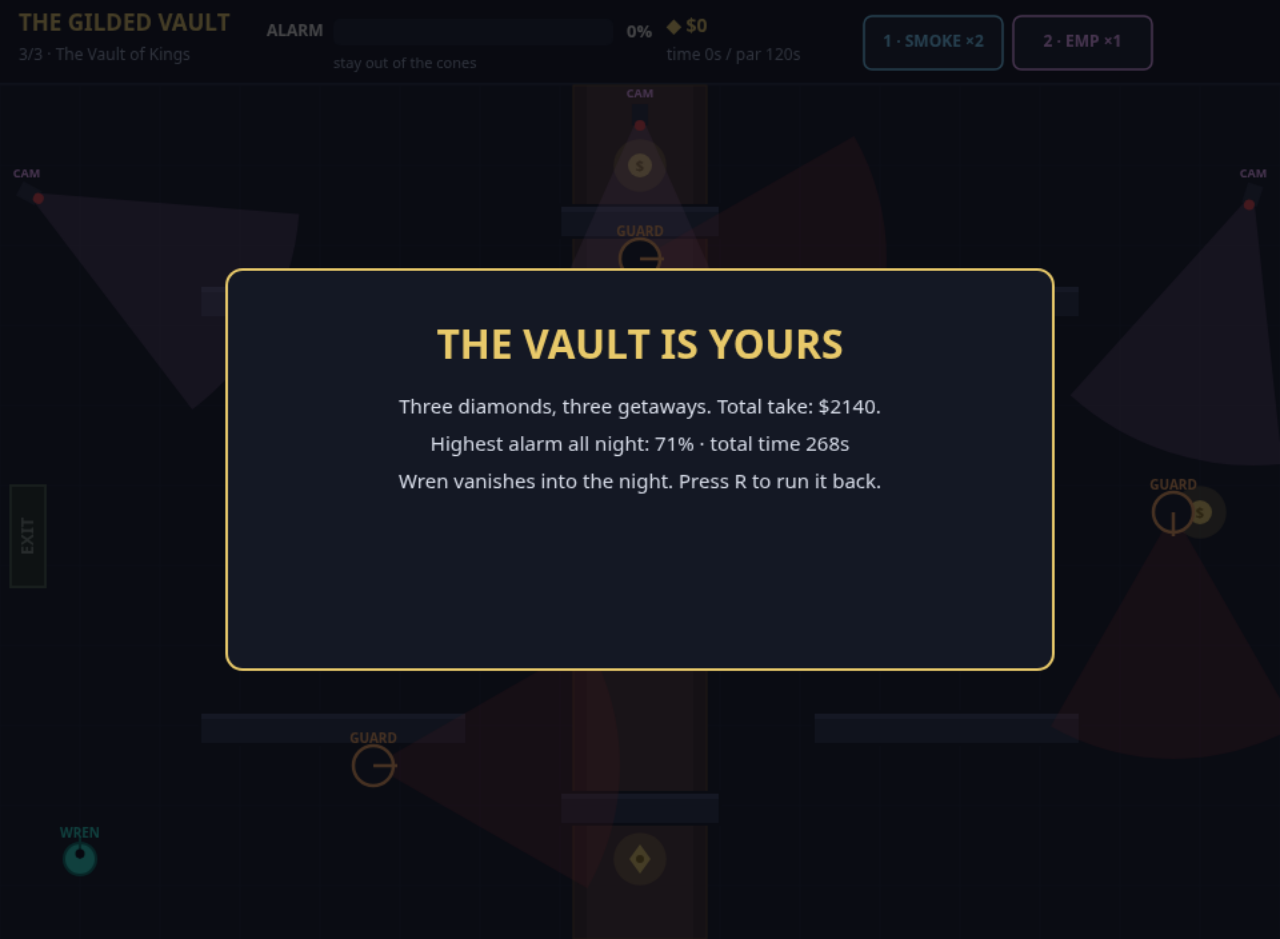 THE GILDED VAULT
3/3 · The Vault of Kings
ALARM
0%
stay out of the cones
◆ $0
time 0s / par 120s
1 · SMOKE ×2
2 · EMP ×1
CAM
CAM
CAM
$
GUARD
THE VAULT IS YOURS
Three diamonds, three getaways. Total take: $2140.
Highest alarm all night: 71% · total time 268s
Wren vanishes into the night. Press R to run it back.
EXIT
GUARD
$
GUARD
WREN